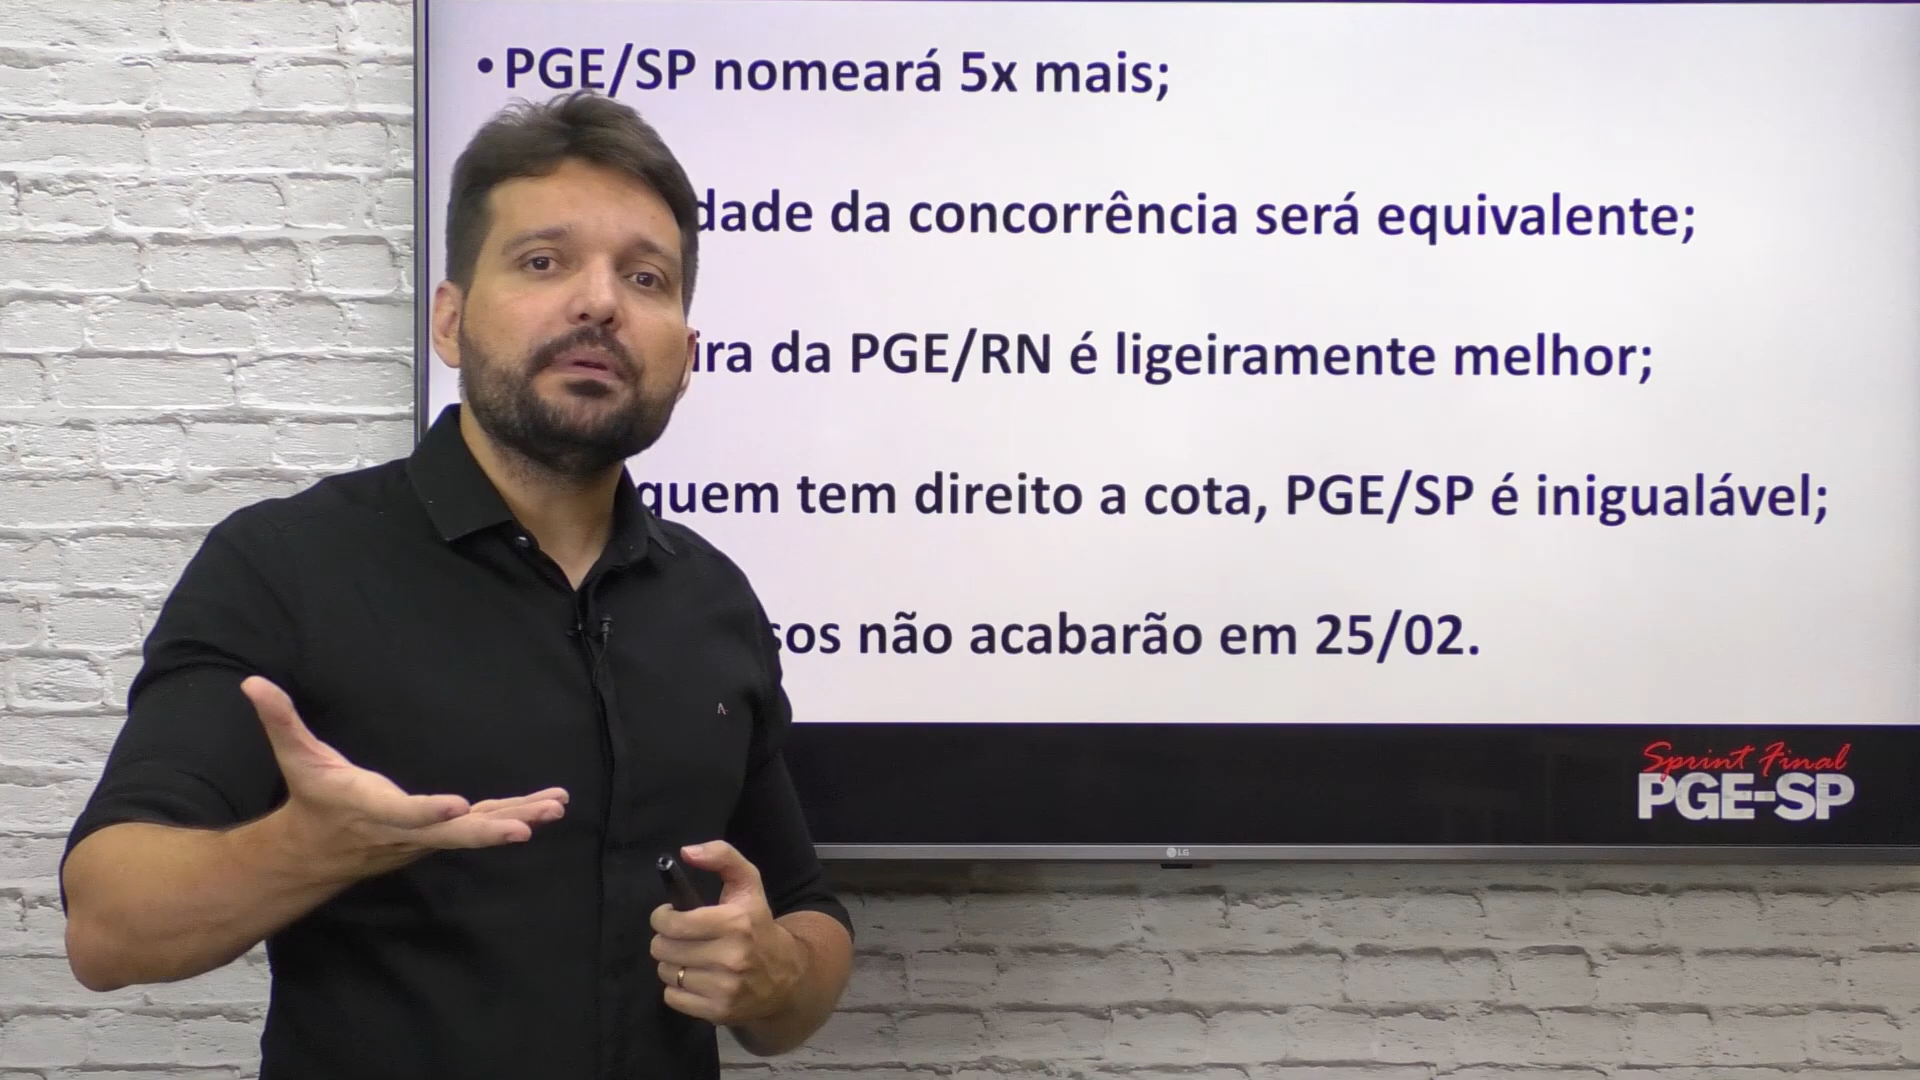 • PGE/SP nomeará 5x mais;
dade da concorrência será equivalente;
ira da PGE/RN é ligeiramente melhor;
quem tem direito a cota, PGE/SP é inigualável;
sos não acabarão em 25/02.
Sprint Final
PGE-SP
LG